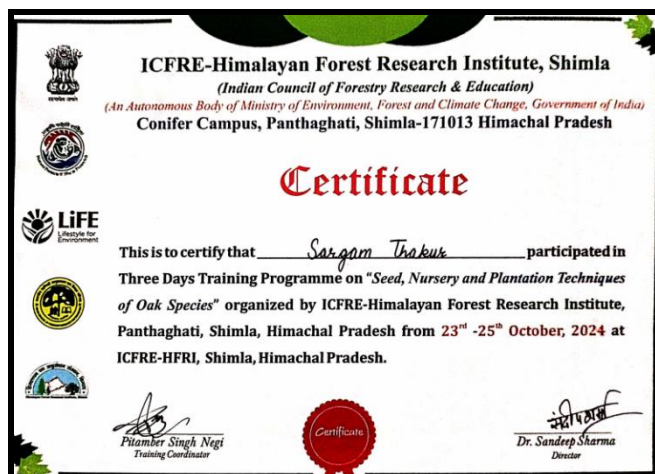 ICFRE-Himalayan Forest Research Institute, Shimla
(Indian Council of Forestry Research & Education)
(An Autonomous Body of Ministry of Environment, Forest and Climate Change, Government of India)
Conifer Campus, Panthaghati, Shimla-171013 Himachal Pradesh
Certificate
LiFE
Lifestyle for
Environment
This is to certify that Sargam Thakur participated in
Three Days Training Programme on "Seed, Nursery and Plantation Techniques
of Oak Species" organized by ICFRE-Himalayan Forest Research Institute,
Panthaghati, Shimla, Himachal Pradesh from 23rd -25th October, 2024 at
ICFRE-HFRI, Shimla, Himachal Pradesh.
Pitamber Singh Negi
Training Coordinator
Certificate
Dr. Sandeep Sharma
Director